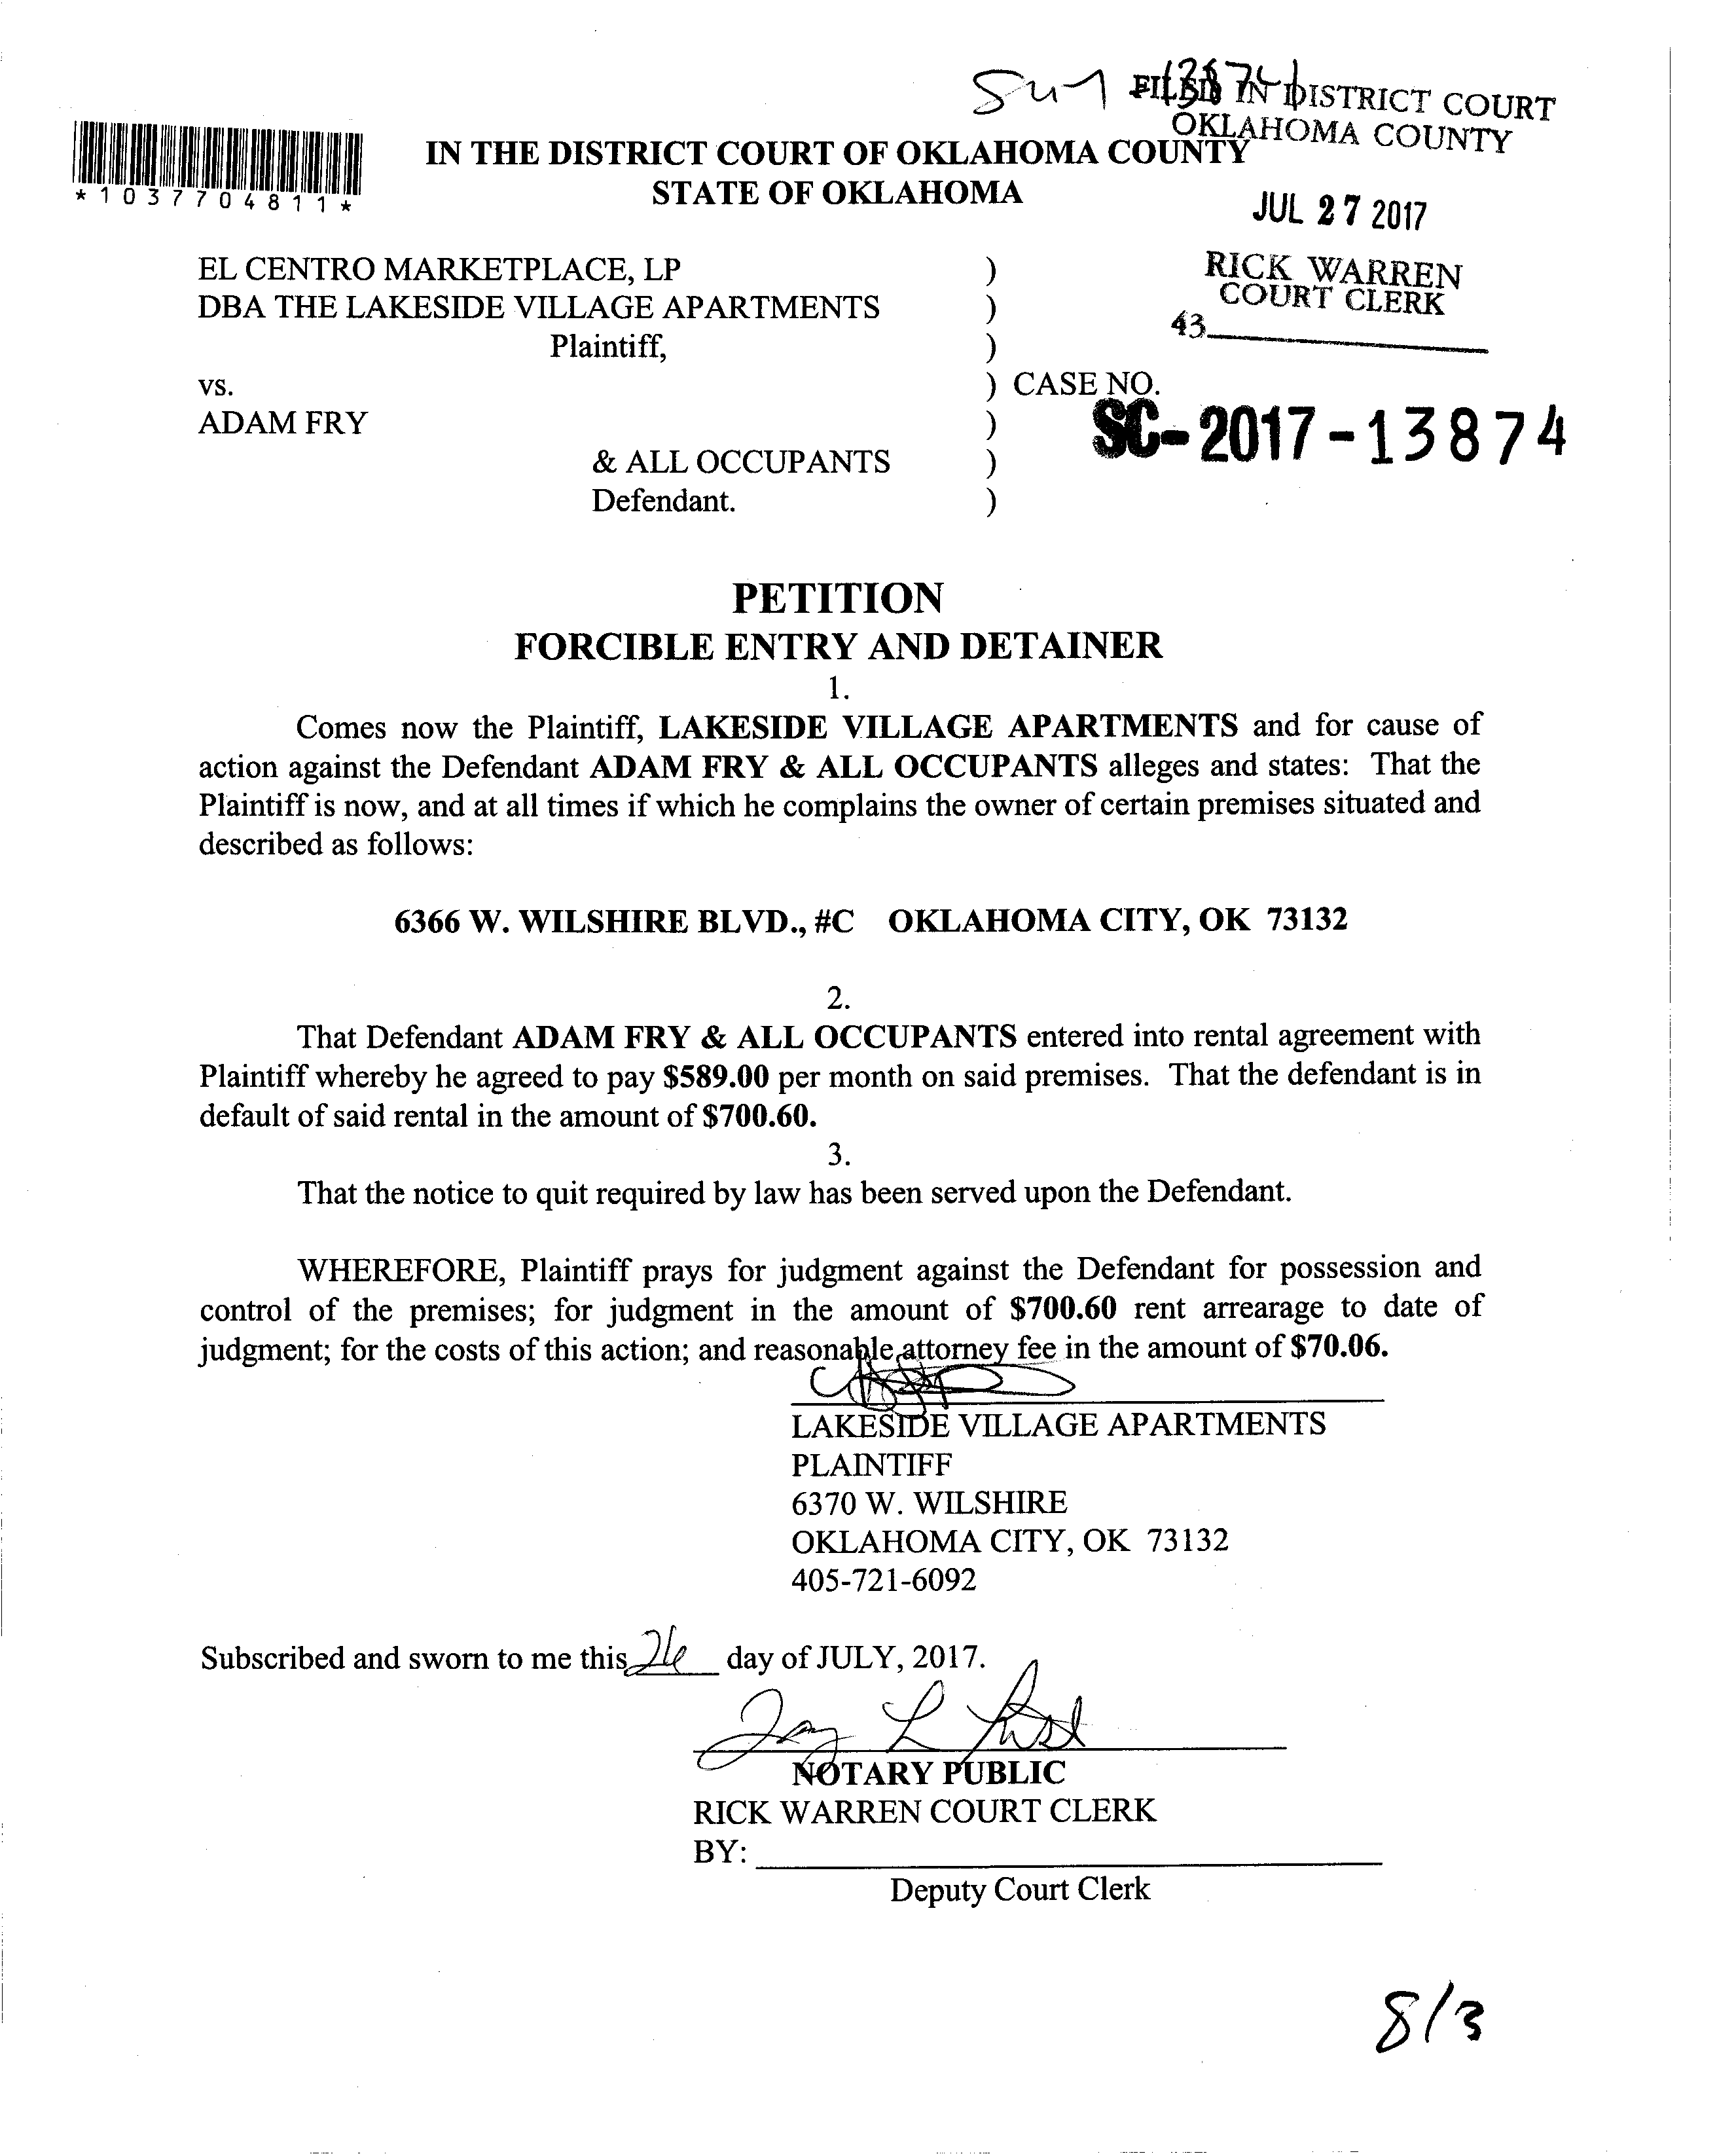 FILED IN DISTRICT COURT
OKLAHOMA COUNTY
*1037704811*
IN THE DISTRICT COURT OF OKLAHOMA COUNTY
STATE OF OKLAHOMA
JUL 27 2017
EL CENTRO MARKETPLACE, LP )
RICK WARREN
COURT CLERK
DBA THE LAKESIDE VILLAGE APARTMENTS )
43
Plaintiff, )
vs. ) CASE NO.
ADAM FRY )
SC-2017-13874
& ALL OCCUPANTS )
Defendant. )
PETITION
FORCIBLE ENTRY AND DETAINER
1.
Comes now the Plaintiff, LAKESIDE VILLAGE APARTMENTS and for cause of
action against the Defendant ADAM FRY & ALL OCCUPANTS alleges and states: That the
Plaintiff is now, and at all times if which he complains the owner of certain premises situated and
described as follows:
6366 W. WILSHIRE BLVD., #C OKLAHOMA CITY, OK 73132
2.
That Defendant ADAM FRY & ALL OCCUPANTS entered into rental agreement with
Plaintiff whereby he agreed to pay $589.00 per month on said premises. That the defendant is in
default of said rental in the amount of $700.60.
3.
That the notice to quit required by law has been served upon the Defendant.
WHEREFORE, Plaintiff prays for judgment against the Defendant for possession and
control of the premises; for judgment in the amount of $700.60 rent arrearage to date of
judgment; for the costs of this action; and reasonable attorney fee in the amount of $70.06.
LAKESIDE VILLAGE APARTMENTS
PLAINTIFF
6370 W. WILSHIRE
OKLAHOMA CITY, OK 73132
405-721-6092
Subscribed and sworn to me this 26 day of JULY, 2017.
NOTARY PUBLIC
RICK WARREN COURT CLERK
BY:
Deputy Court Clerk
8/3